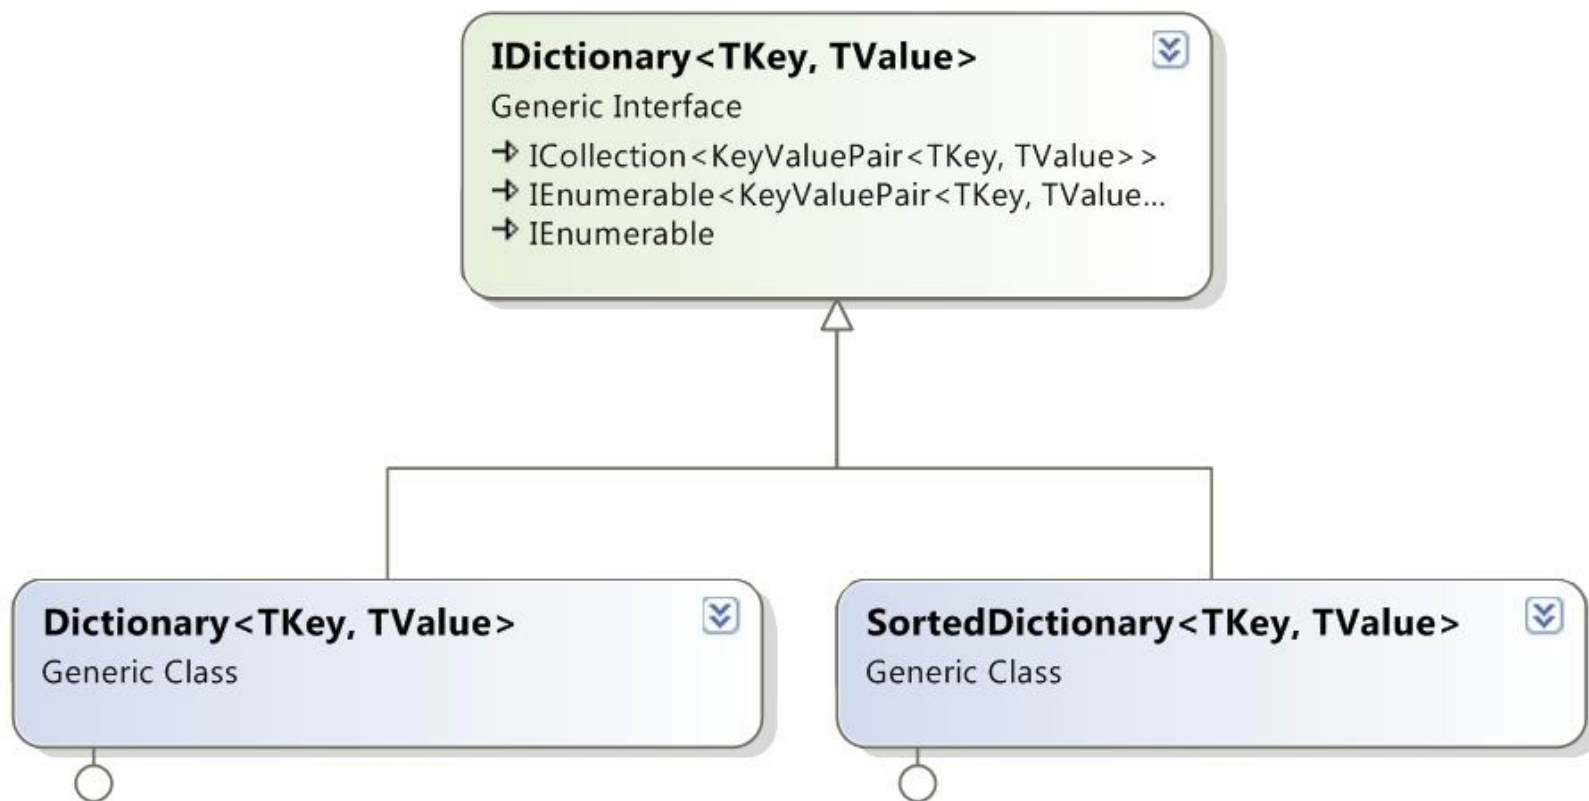 IDictionary<TKey, TValue>
Generic Interface
ICollection<KeyValuePair<TKey, TValue>>
IEnumerable<KeyValuePair<TKey, TValue...
IEnumerable
Dictionary<TKey, TValue>
Generic Class
SortedDictionary<TKey, TValue>
Generic Class